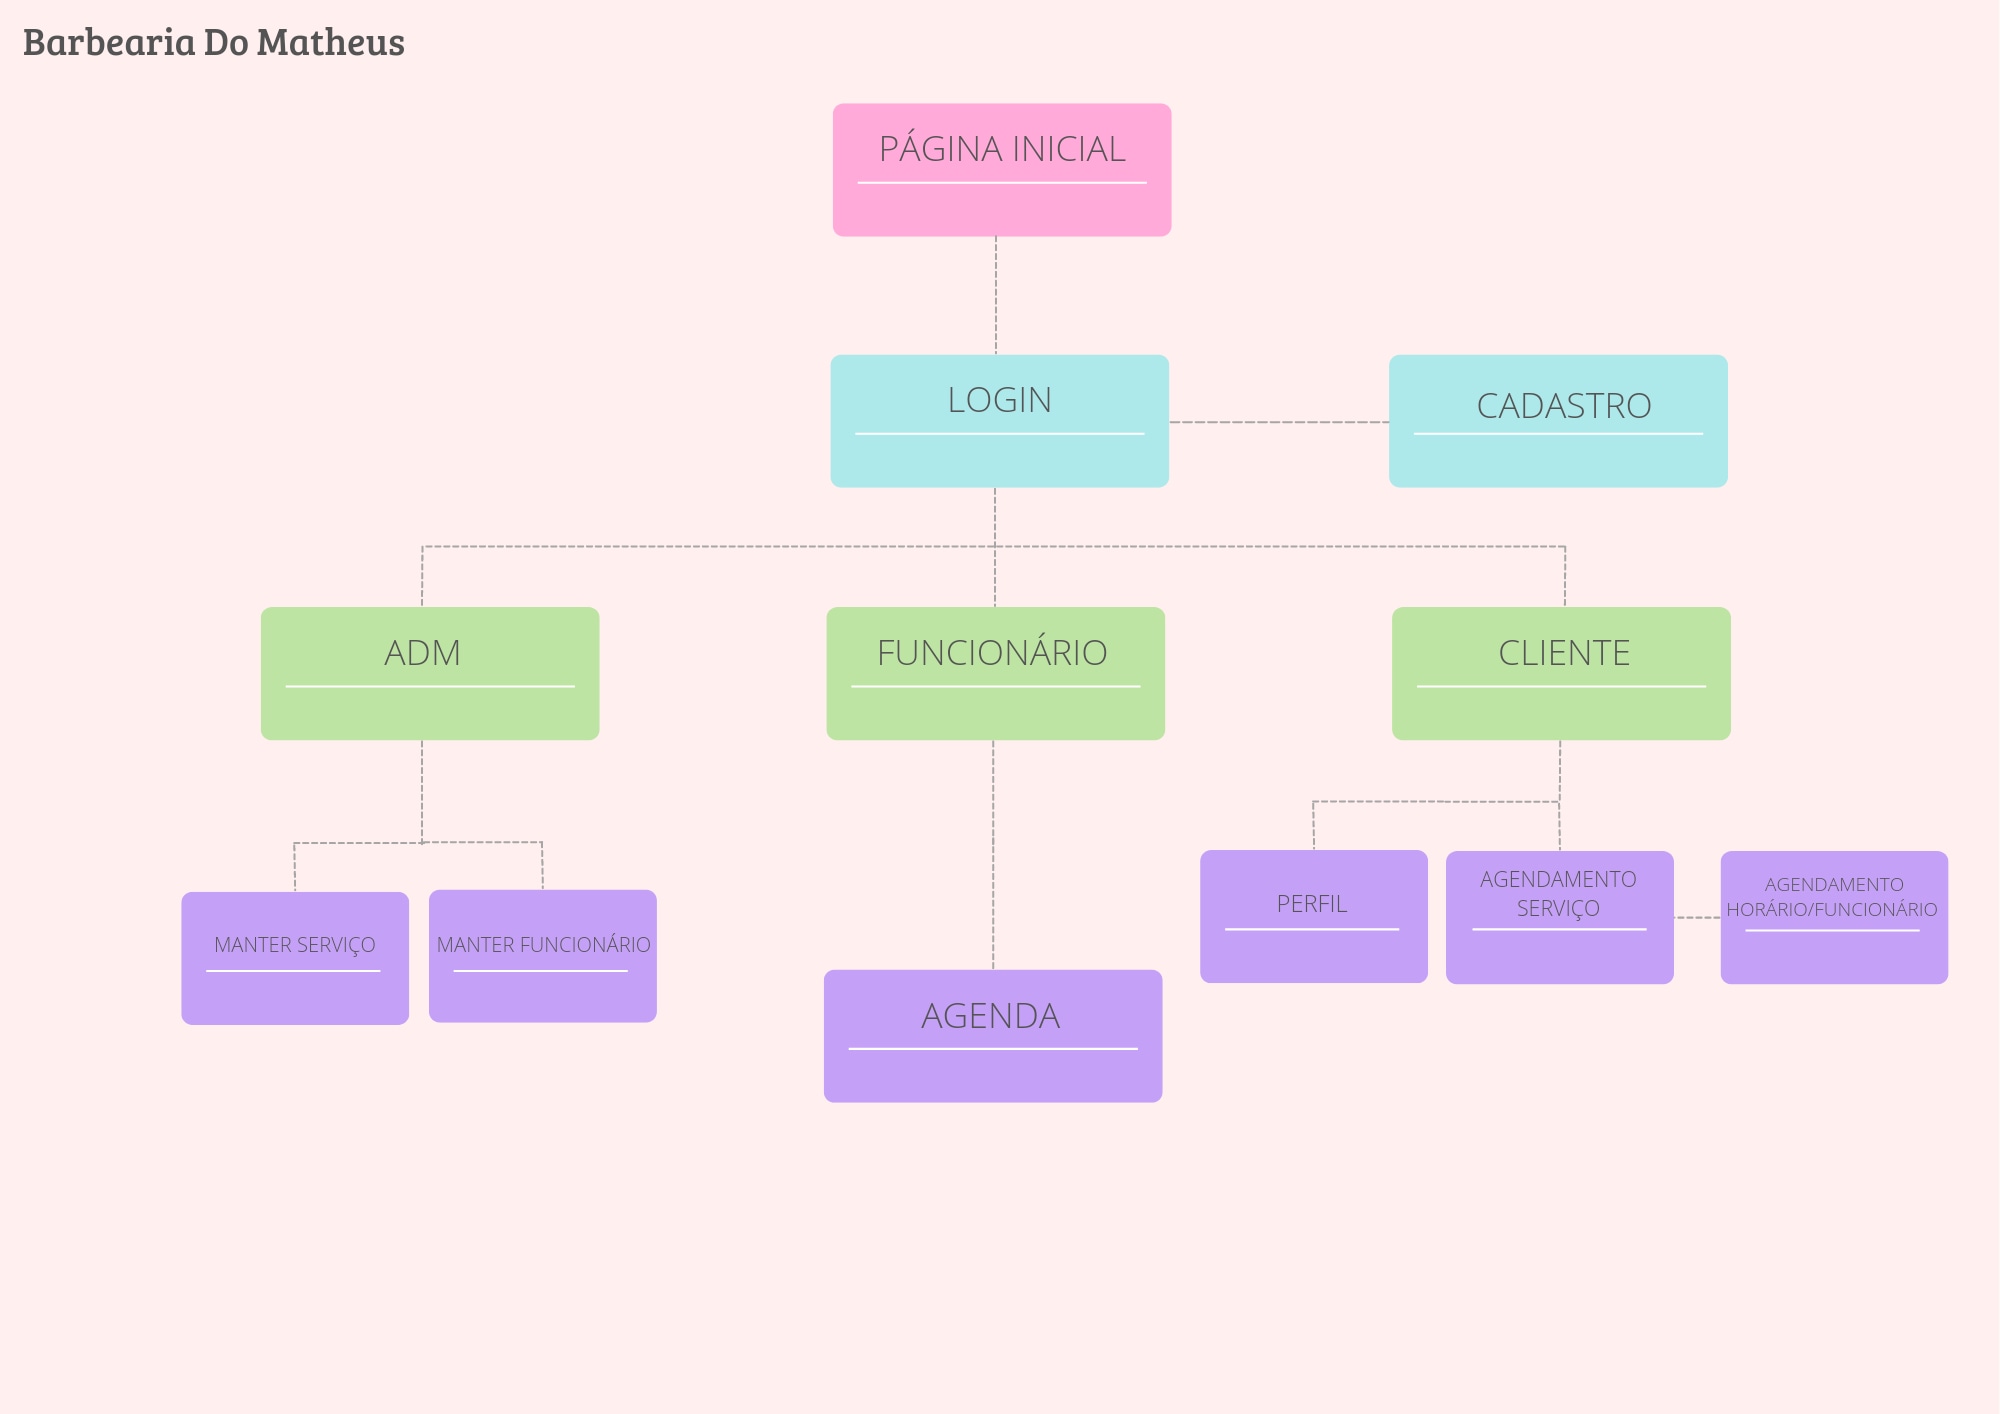 Barbearia Do Matheus
PÁGINA INICIAL
LOGIN
CADASTRO
ADM
FUNCIONÁRIO
CLIENTE
MANTER SERVIÇO
MANTER FUNCIONÁRIO
AGENDA
PERFIL
AGENDAMENTO
SERVIÇO
AGENDAMENTO
HORÁRIO/FUNCIONÁRIO